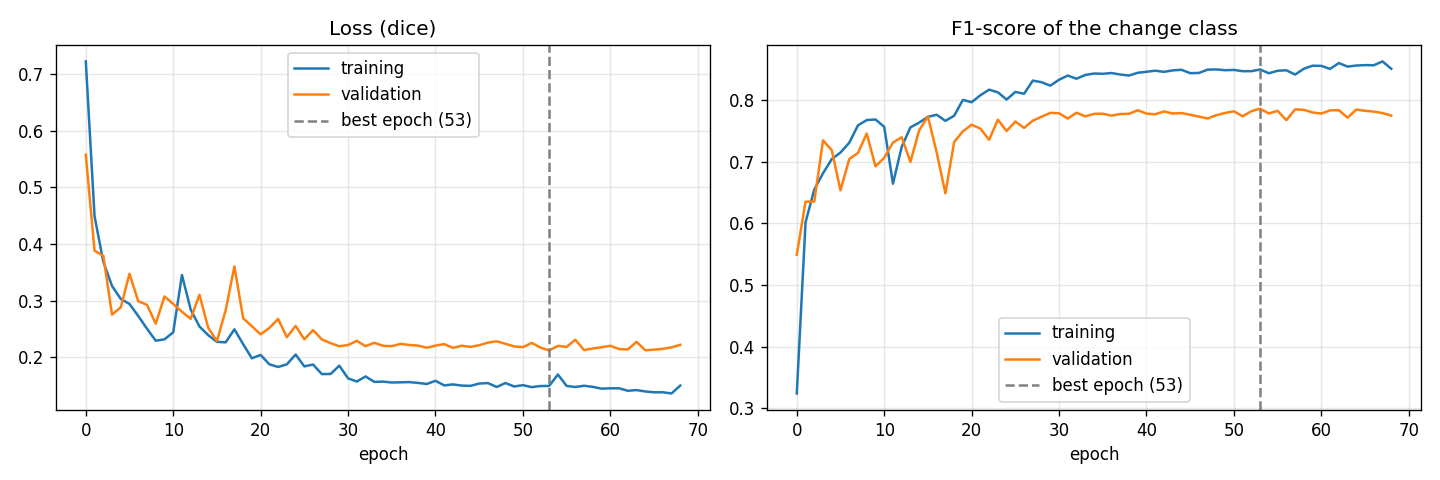 Loss (dice)
0.7
0.6
0.5
0.4
0.3
0.2
training
validation
best epoch (53)
0 10 20 30 40 50 60 70
epoch
F1-score of the change class
0.8
0.7
0.6
0.5
0.4
0.3
training
validation
best epoch (53)
0 10 20 30 40 50 60 70
epoch